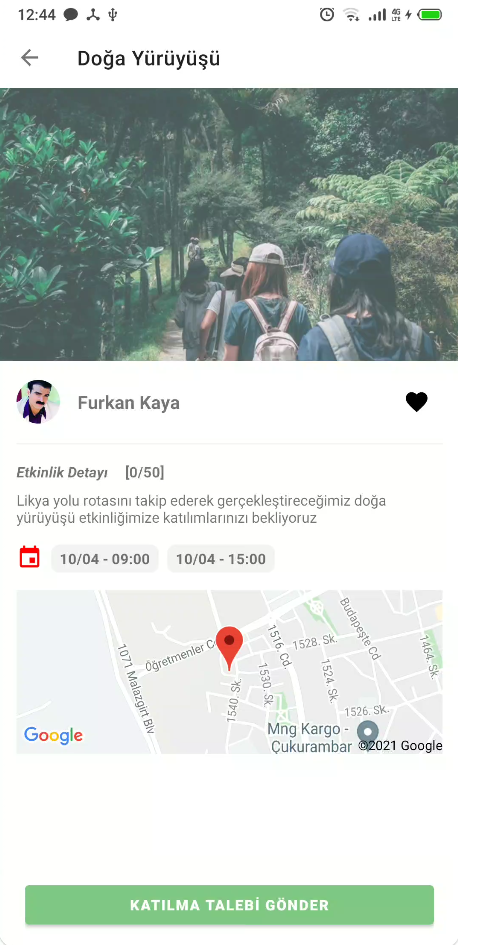 12:44
4G
LTE
Doğa Yürüyüşü
Furkan Kaya
Etkinlik Detayı [0/50]
Likya yolu rotasını takip ederek gerçekleştireceğimiz doğa
yürüyüşü etkinliğimize katılımlarınızı bekliyoruz
10/04 - 09:00 10/04 - 15:00
1071 Malazgirt Blv
Öğretmenler C
1516. Cd.
1528. Sk.
Budapeşte Cd
1464. Sk.
1540. Sk.
1530. Sk.
1524. Sk.
1526. Sk.
Mng Kargo -
Çukurambar
Google
©2021 Google
KATILMA TALEBİ GÖNDER